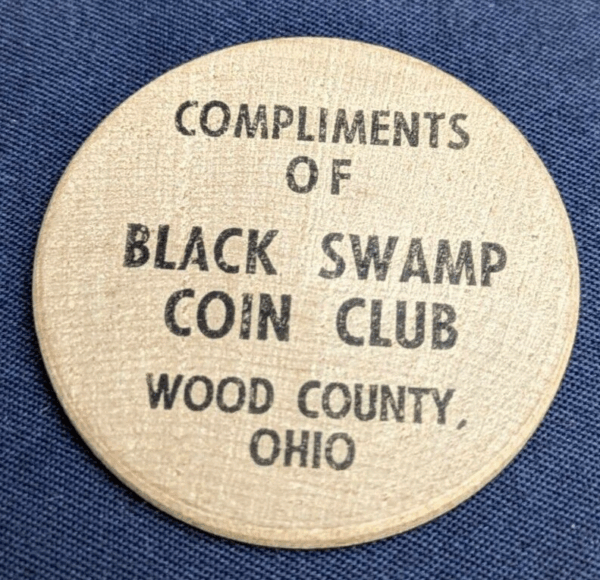 COMPLIMENTS
OF
BLACK SWAMP
COIN CLUB
WOOD COUNTY,
OHIO